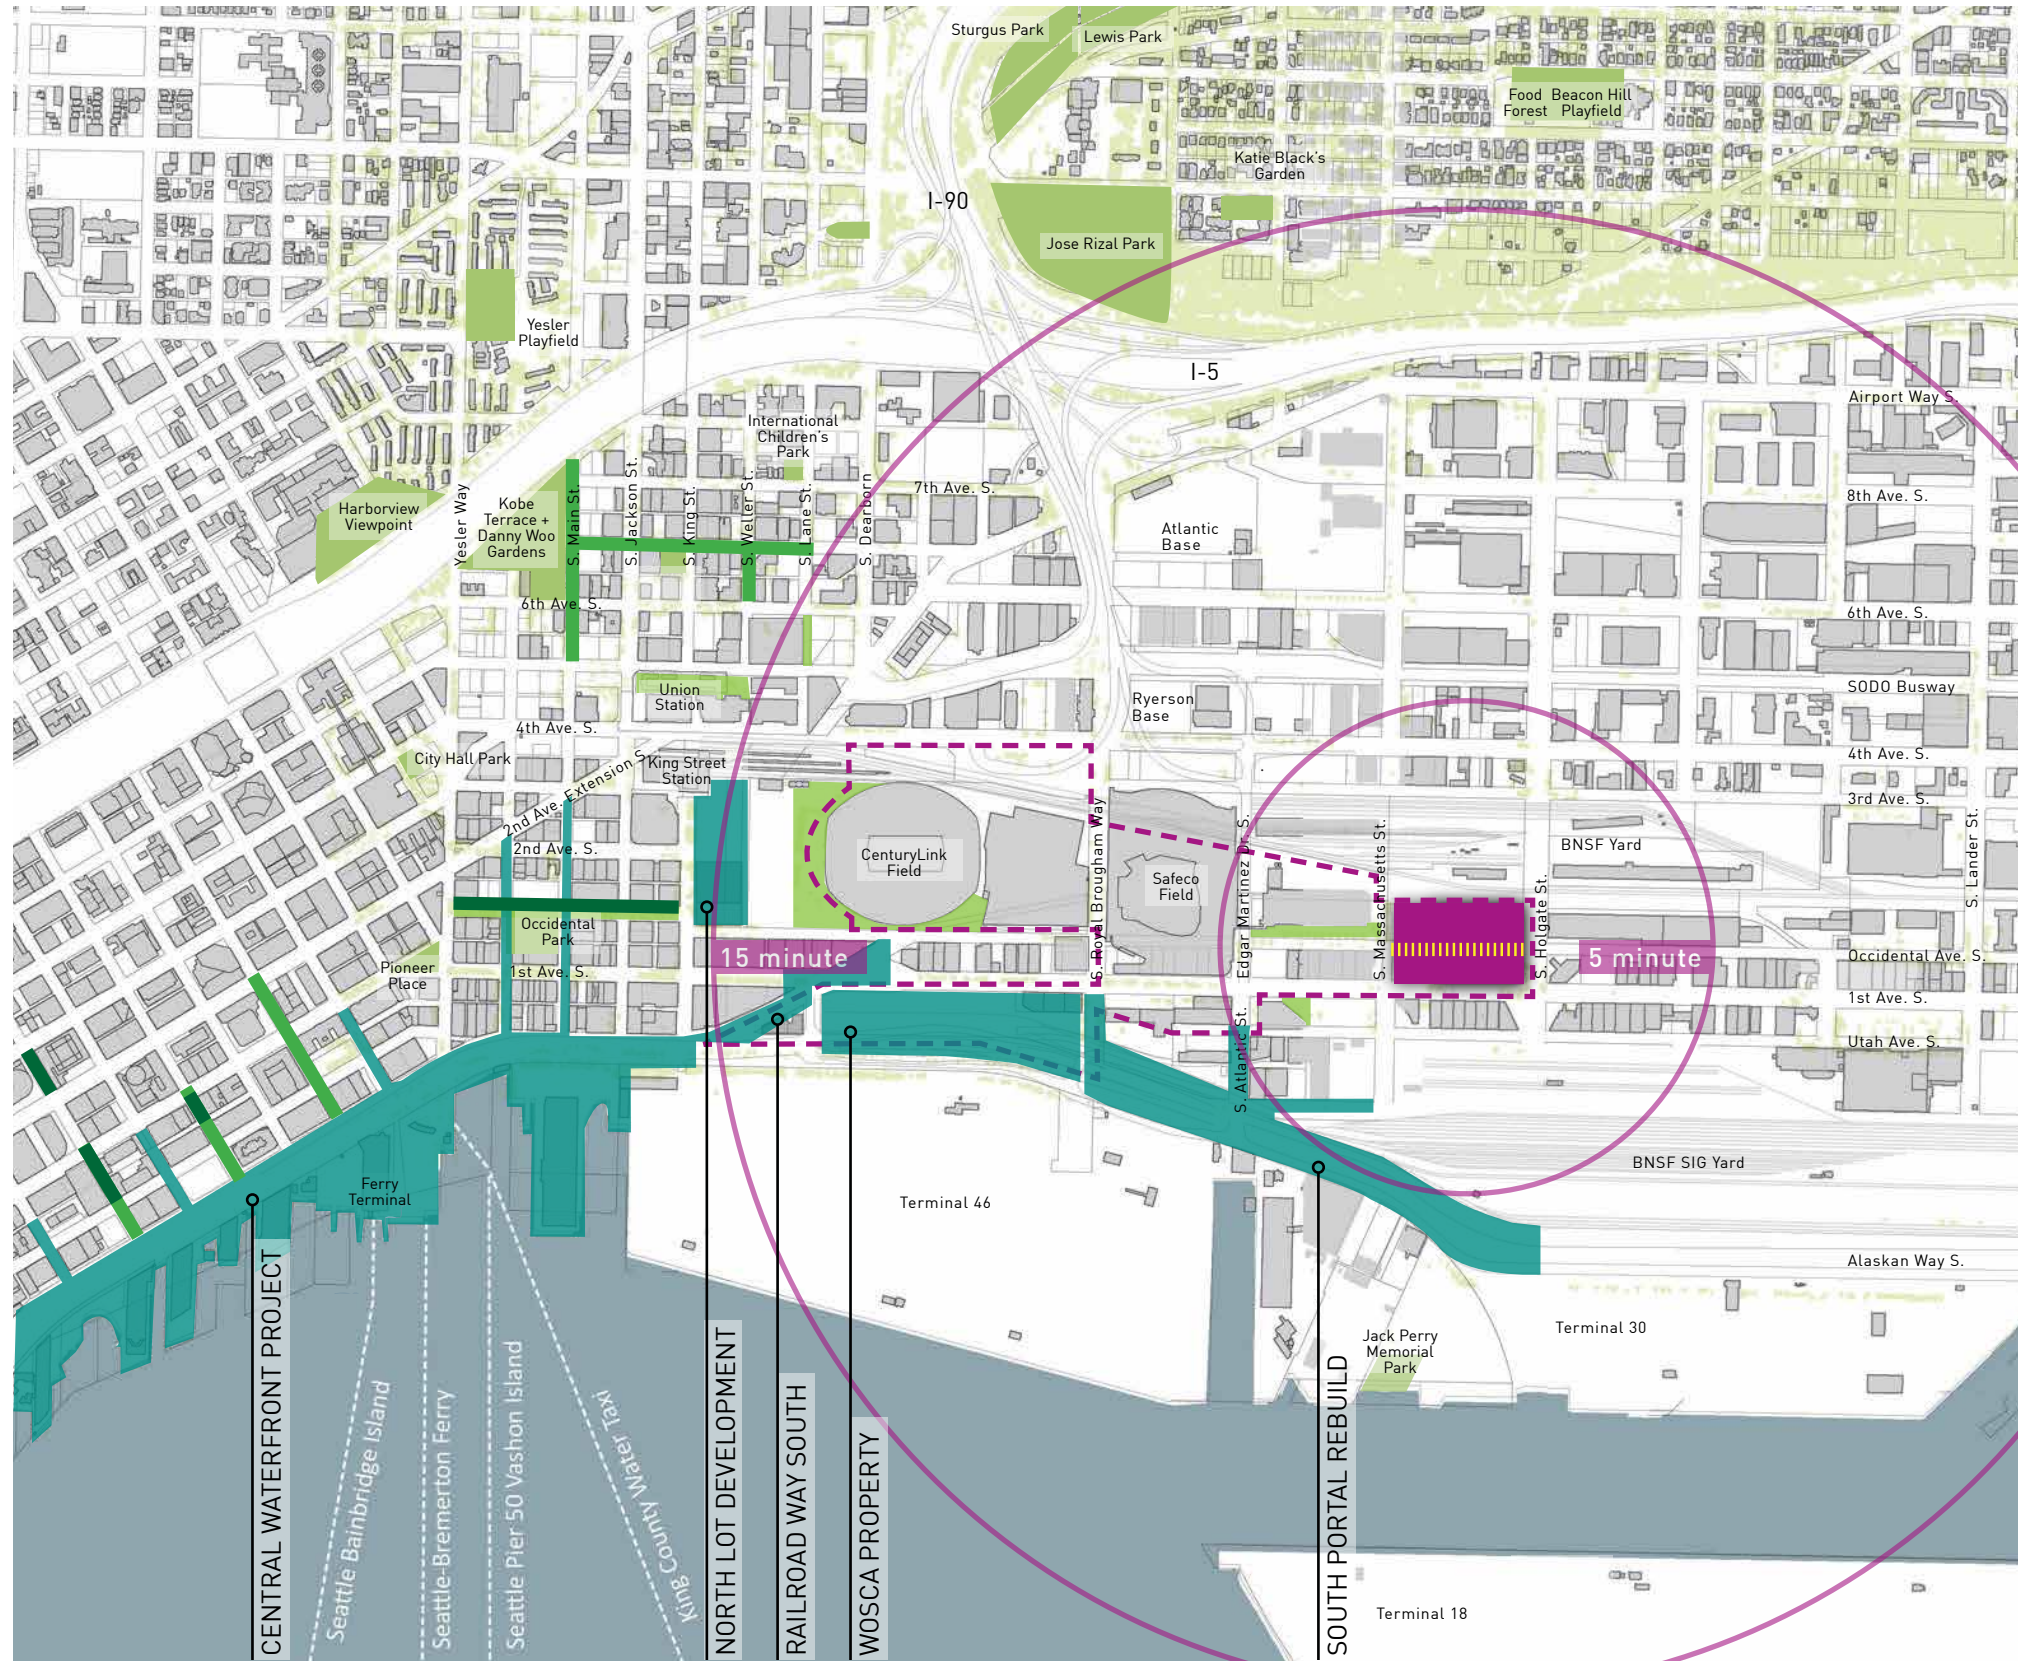 Sturgus Park
Lewis Park
Food Beacon Hill
Forest Playfield
Katie Black's
Garden
I-90
Jose Rizal Park
Yesler
Playfield
I-5
Airport Way S.
International
Children's
Park
7th Ave. S.
8th Ave. S.
Harborview
Viewpoint
Yesler Way
Kobe
Terrace +
Danny Woo
Gardens
S. Main St.
S. Jackson St.
S. King St.
S. Weller St.
S. Lane St.
S. Dearborn
Atlantic
Base
6th Ave. S.
6th Ave. S.
Union
Station
SODO Busway
Ryerson
Base
4th Ave. S.
4th Ave. S.
City Hall Park
2nd Ave. Extension S.
King Street
Station
3rd Ave. S.
2nd Ave. S.
CenturyLink
Field
S. Royal Brougham Way
Safeco
Field
Edgar Martinez Dr. S.
S. Massachusetts St.
S. Holgate St.
BNSF Yard
S. Lander St.
Occidental
Park
Pioneer
Place
1st Ave. S.
15 minute
5 minute
Occidental Ave. S.
1st Ave. S.
Utah Ave. S.
S. Atlantic St.
BNSF SIG Yard
Ferry
Terminal
Terminal 46
Alaskan Way S.
Terminal 30
Jack Perry
Memorial
Park
Terminal 18
CENTRAL WATERFRONT PROJECT
Seattle Bainbridge Island
Seattle-Bremerton Ferry
Seattle Pier 50 Vashon Island
King County Water Taxi
NORTH LOT DEVELOPMENT
RAILROAD WAY SOUTH
WOSCA PROPERTY
SOUTH PORTAL REBUILD